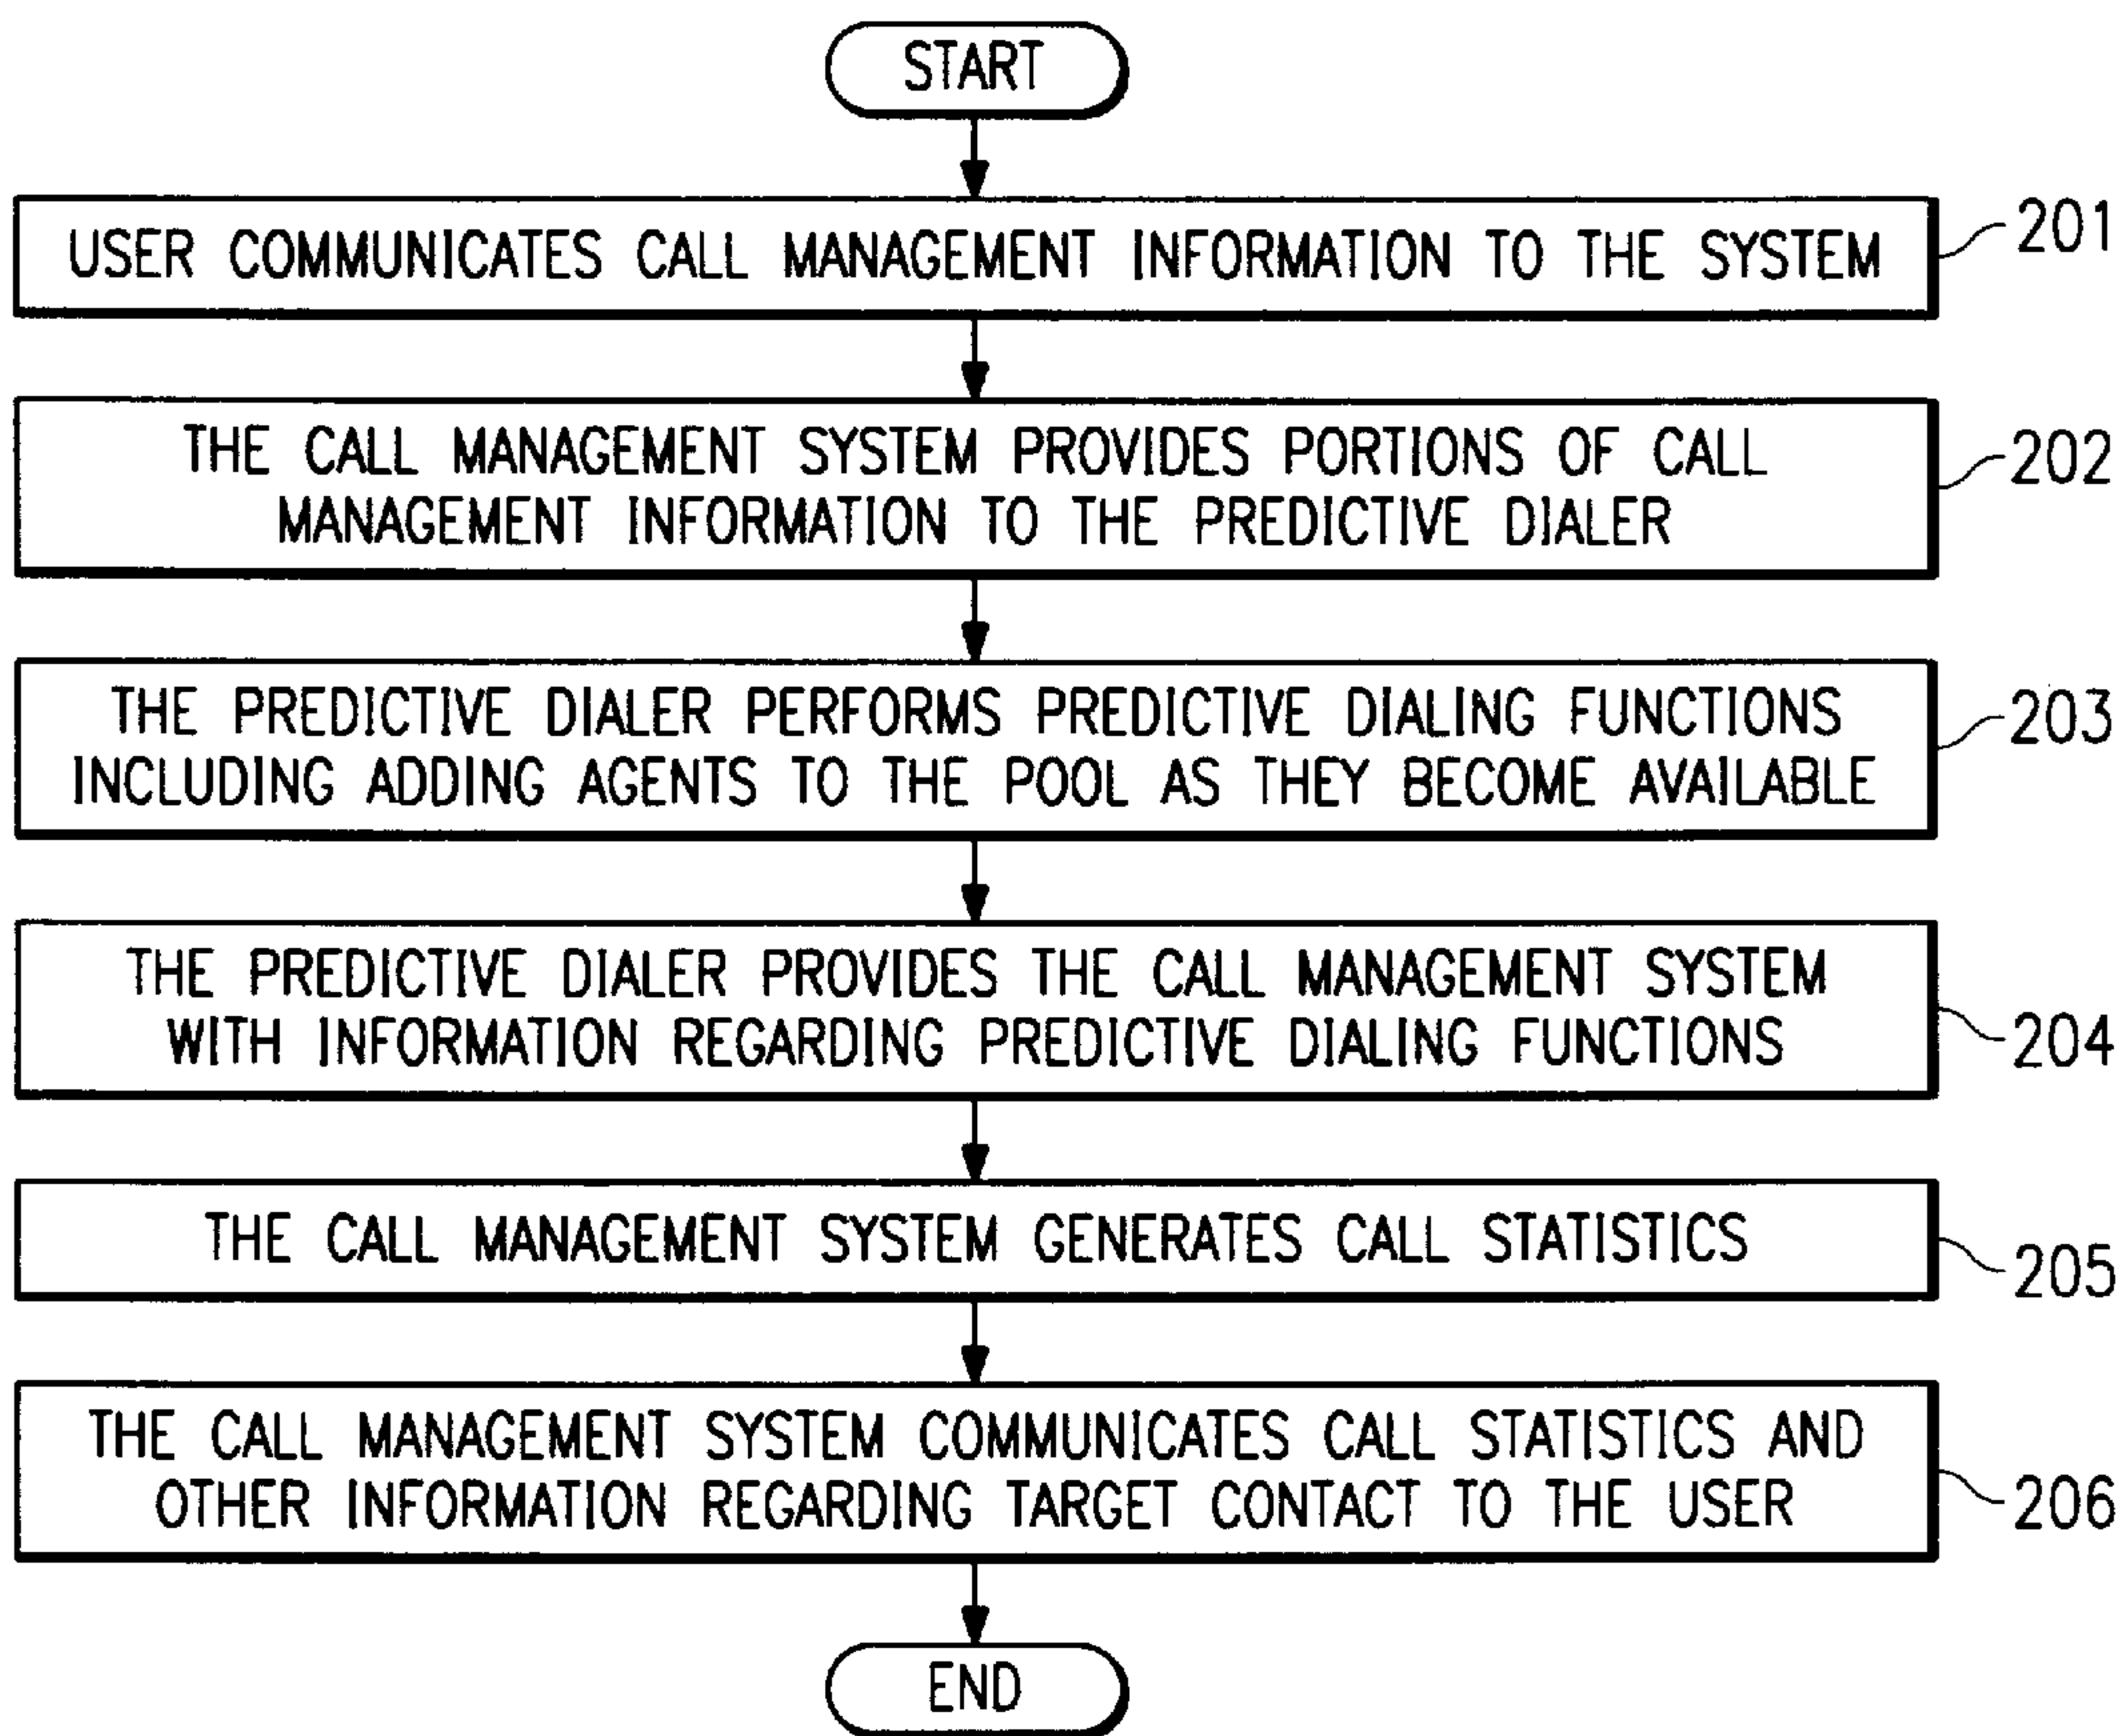 START
USER COMMUNICATES CALL MANAGEMENT INFORMATION TO THE SYSTEM
201
THE CALL MANAGEMENT SYSTEM PROVIDES PORTIONS OF CALL
MANAGEMENT INFORMATION TO THE PREDICTIVE DIALER
202
THE PREDICTIVE DIALER PERFORMS PREDICTIVE DIALING FUNCTIONS
INCLUDING ADDING AGENTS TO THE POOL AS THEY BECOME AVAILABLE
203
THE PREDICTIVE DIALER PROVIDES THE CALL MANAGEMENT SYSTEM
WITH INFORMATION REGARDING PREDICTIVE DIALING FUNCTIONS
204
THE CALL MANAGEMENT SYSTEM GENERATES CALL STATISTICS
205
THE CALL MANAGEMENT SYSTEM COMMUNICATES CALL STATISTICS AND
OTHER INFORMATION REGARDING TARGET CONTACT TO THE USER
206
END